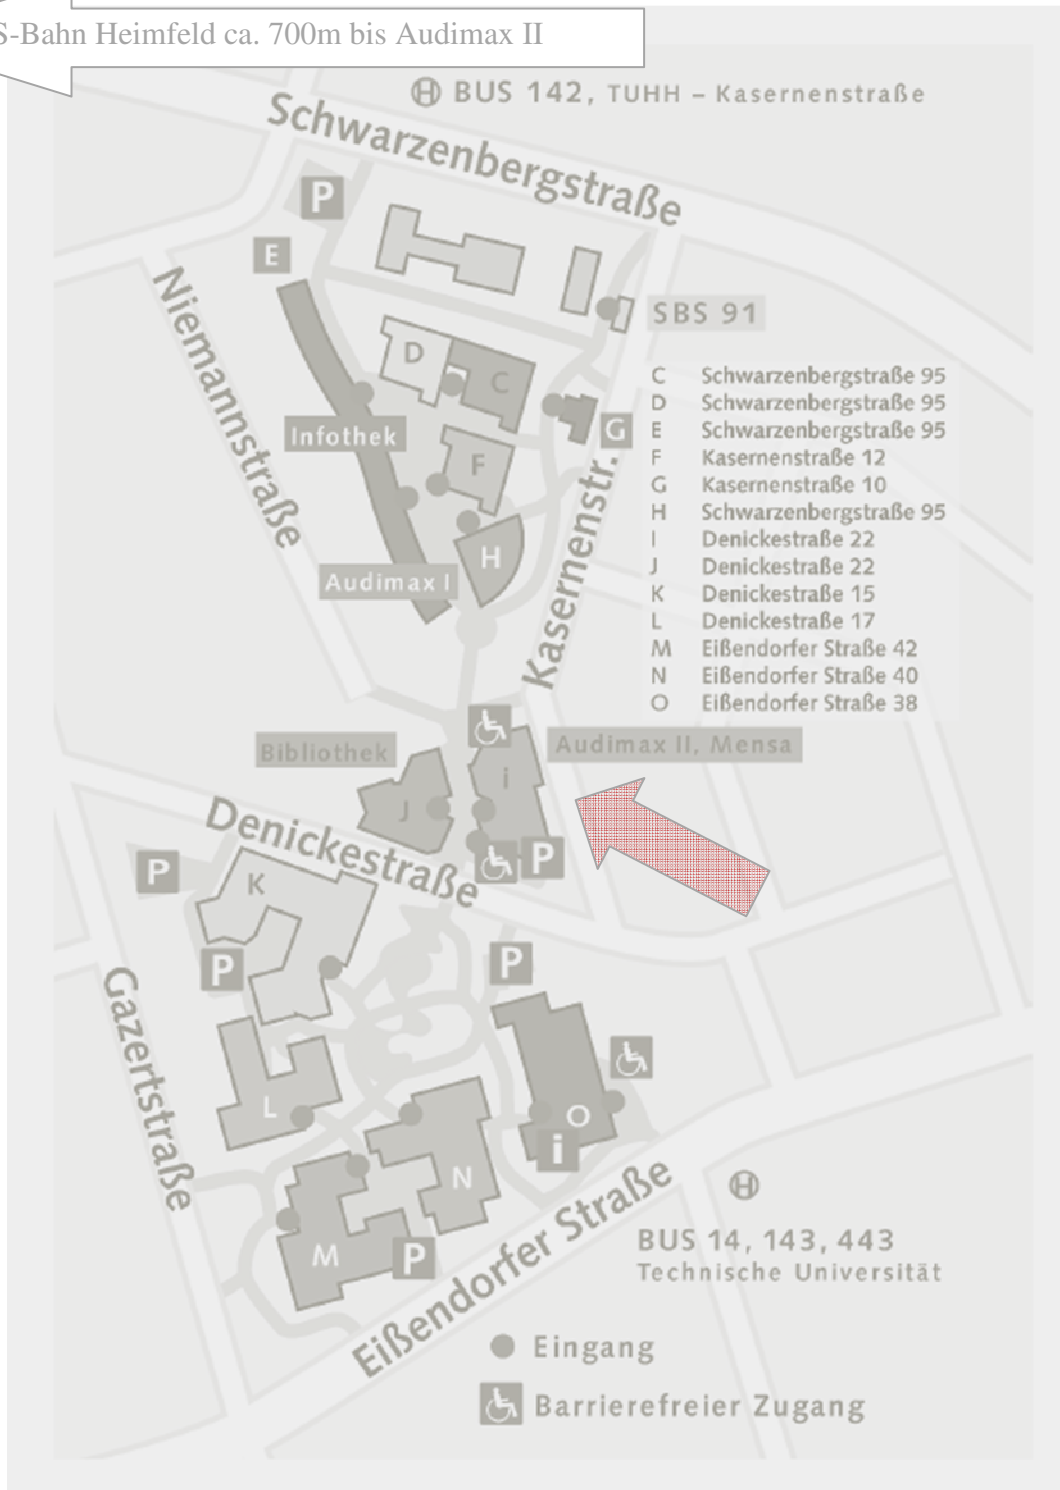 S-Bahn Heimfeld ca. 700m bis Audimax II
H BUS 142, TUHH – Kasernenstraße
Schwarzenbergstraße
P
E
Niemannstraße
SBS 91
D
C
G
Infothek
F
H
Audimax I
Kasernenstr.
C Schwarzenbergstraße 95
D Schwarzenbergstraße 95
E Schwarzenbergstraße 95
F Kasernenstraße 12
G Kasernenstraße 10
H Schwarzenbergstraße 95
I Denickestraße 22
J Denickestraße 22
K Denickestraße 15
L Denickestraße 17
M Eißendorfer Straße 42
N Eißendorfer Straße 40
O Eißendorfer Straße 38
Bibliothek
Audimax II, Mensa
i
J
Denickestraße
P
P
K
P
P
Gazertstraße
L
O
i
N
M
P
Eißendorfer Straße
H
BUS 14, 143, 443
Technische Universität
Eingang
Barrierefreier Zugang